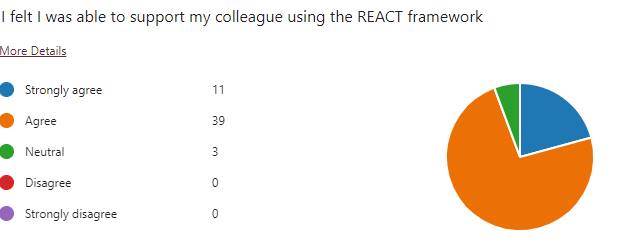 I felt I was able to support my colleague using the REACT framework
More Details
Strongly agree 11
Agree 39
Neutral 3
Disagree 0
Strongly disagree 0